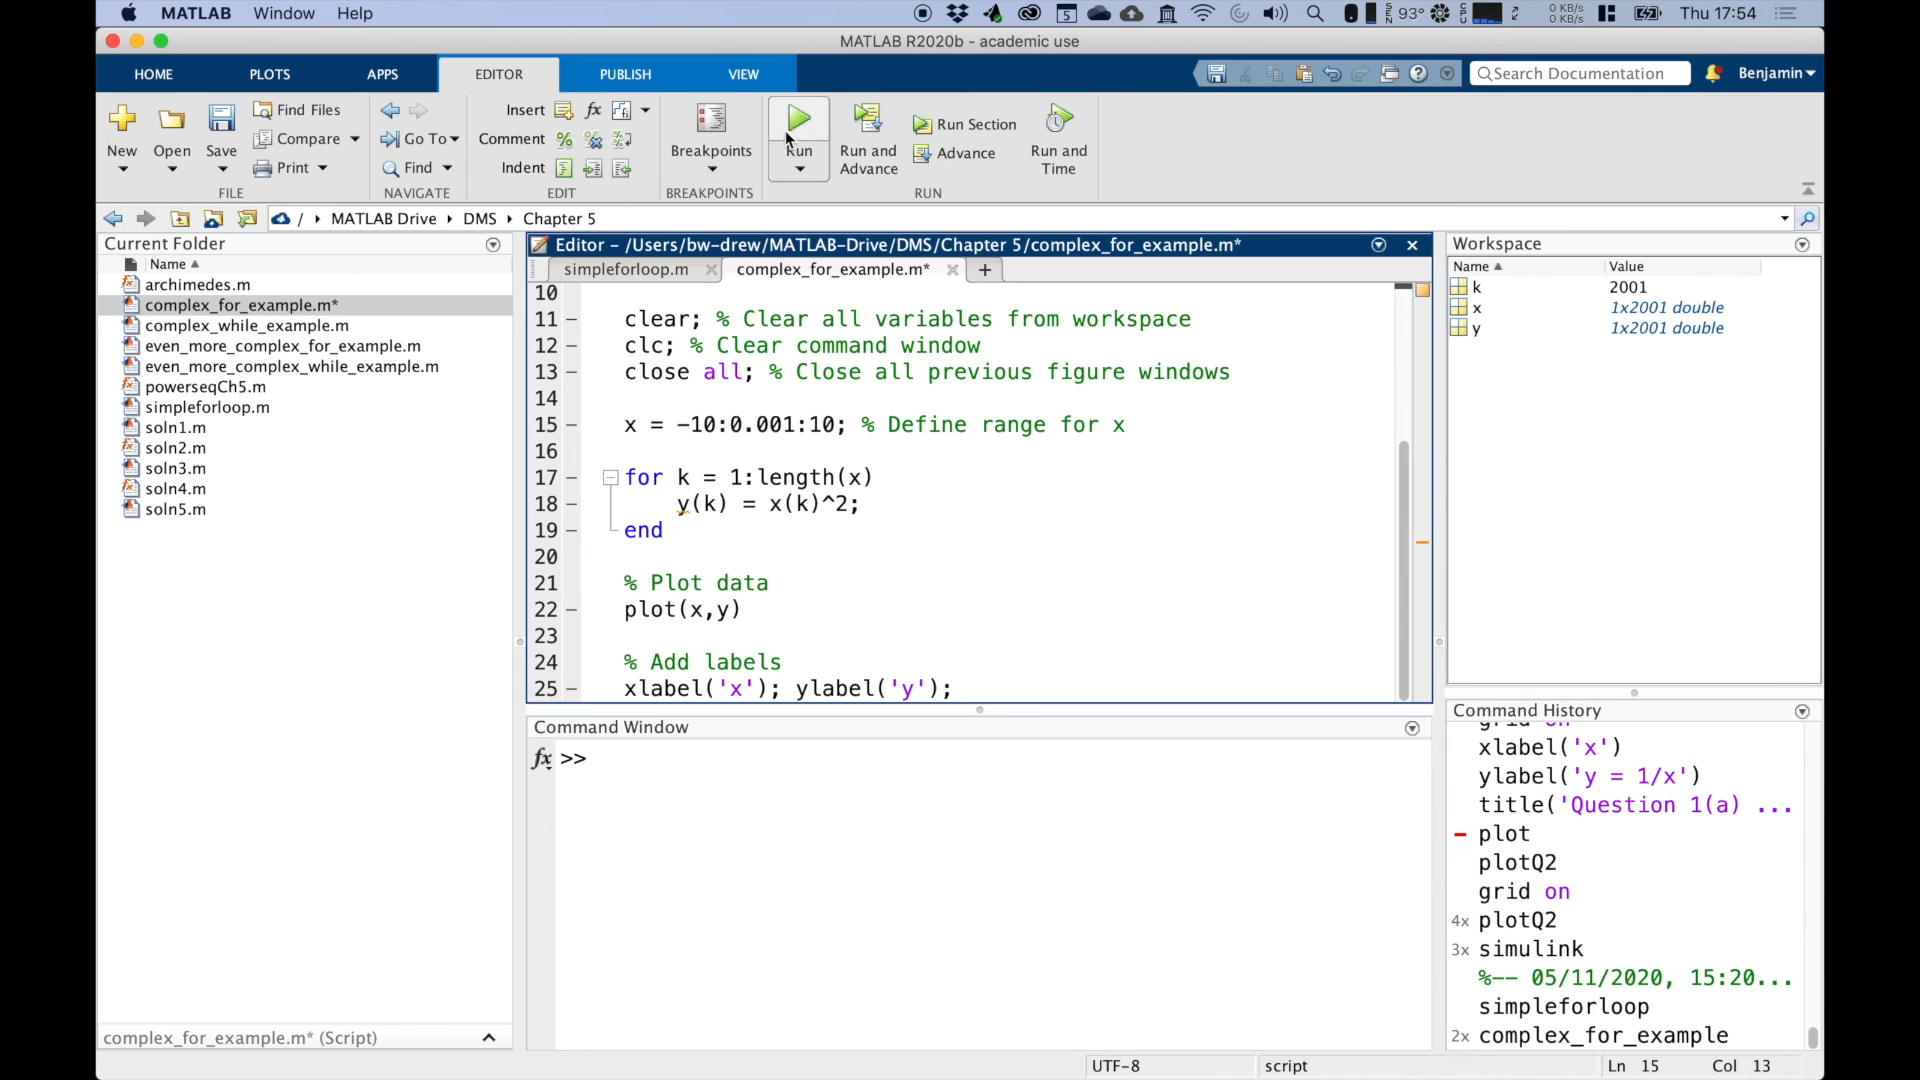 MATLAB Window Help
5
93°
0 KB/s
0 KB/s
Thu 17:54
MATLAB R2020b - academic use
HOME PLOTS APPS EDITOR PUBLISH VIEW
Search Documentation
Benjamin
New
Open
Save
Find Files
Compare
Print
FILE
Go To
Find
NAVIGATE
Insert fx
Comment
Indent
EDIT
Breakpoints
BREAKPOINTS
Run
Run and
Advance
Run Section
Advance
Run and
Time
RUN
/ MATLAB Drive DMS Chapter 5
Current Folder
Name
archimedes.m
complex_for_example.m*
complex_while_example.m
even_more_complex_for_example.m
even_more_complex_while_example.m
powerseqCh5.m
simpleforloop.m
soln1.m
soln2.m
soln3.m
soln4.m
soln5.m
complex_for_example.m* (Script)
Editor – /Users/bw-drew/MATLAB-Drive/DMS/Chapter 5/complex_for_example.m*
simpleforloop.m complex_for_example.m*
10
11 – clear; % Clear all variables from workspace
12 – clc; % Clear command window
13 – close all; % Close all previous figure windows
14
15 – x = -10:0.001:10; % Define range for x
16
17 – for k = 1:length(x)
18 – y(k) = x(k)^2;
19 – end
20
21 % Plot data
22 – plot(x,y)
23
24 % Add labels
25 – xlabel('x'); ylabel('y');
Command Window
fx >>
Workspace
Name Value
k 2001
x 1x2001 double
y 1x2001 double
Command History
grid on
xlabel('x')
ylabel('y = 1/x')
title('Question 1(a) ...
plot
plotQ2
grid on
4x plotQ2
3x simulink
%-- 05/11/2020, 15:20...
simpleforloop
2x complex_for_example
UTF-8 script Ln 15 Col 13